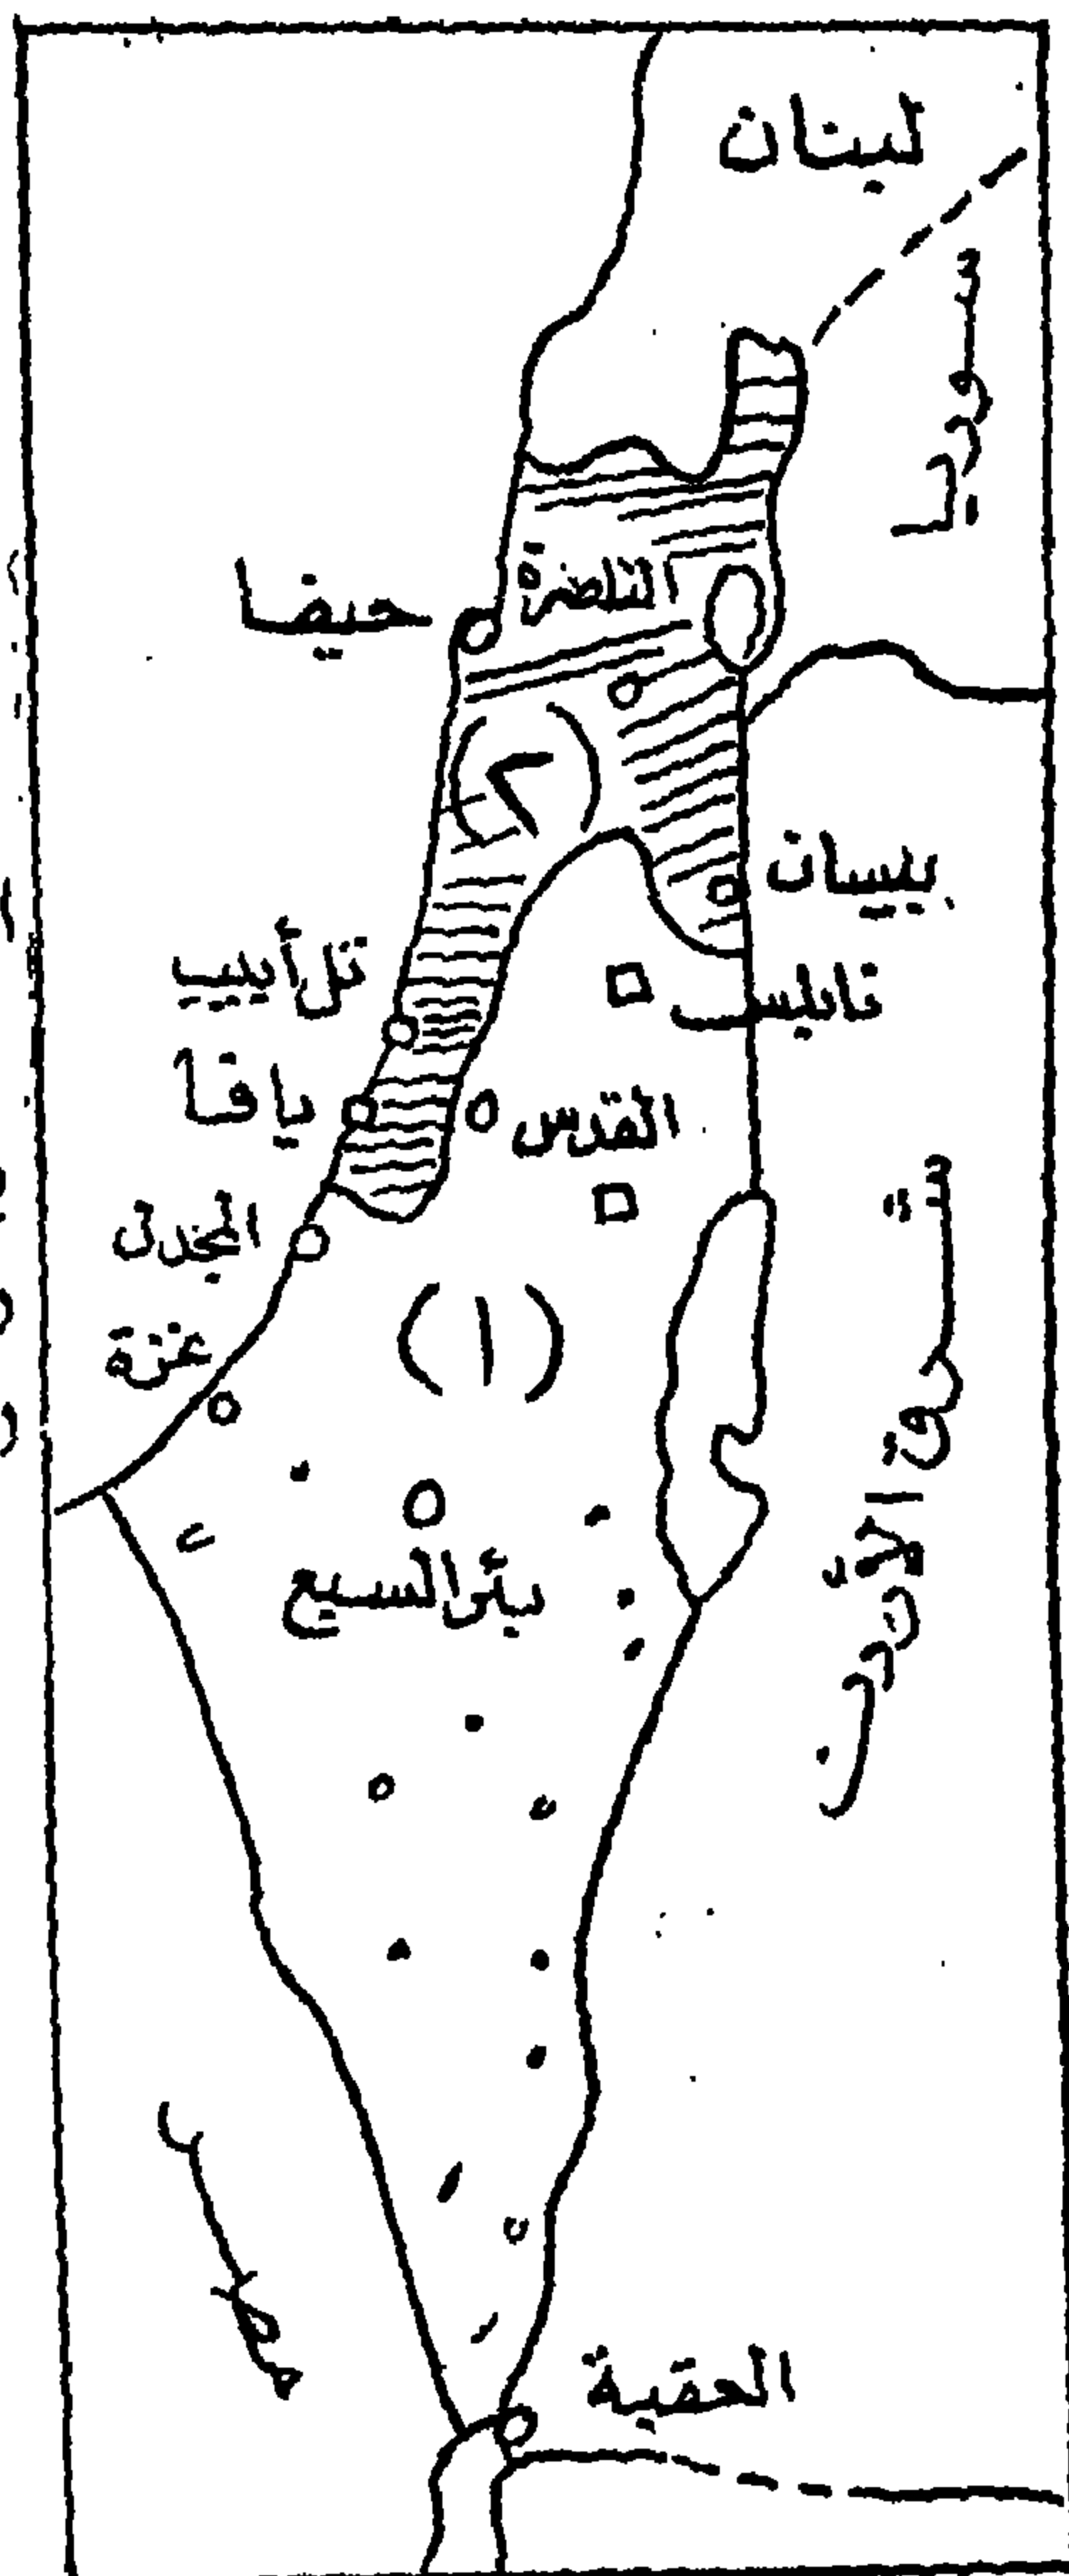 لبنان
سوريا
الناصرة
حيفا
(٢)
بيسان
تل أبيب
نابلس
يافا
القدس
المجدل
شرق الأردن
(١)
غزة
بئر السبع
مصر
العقبة